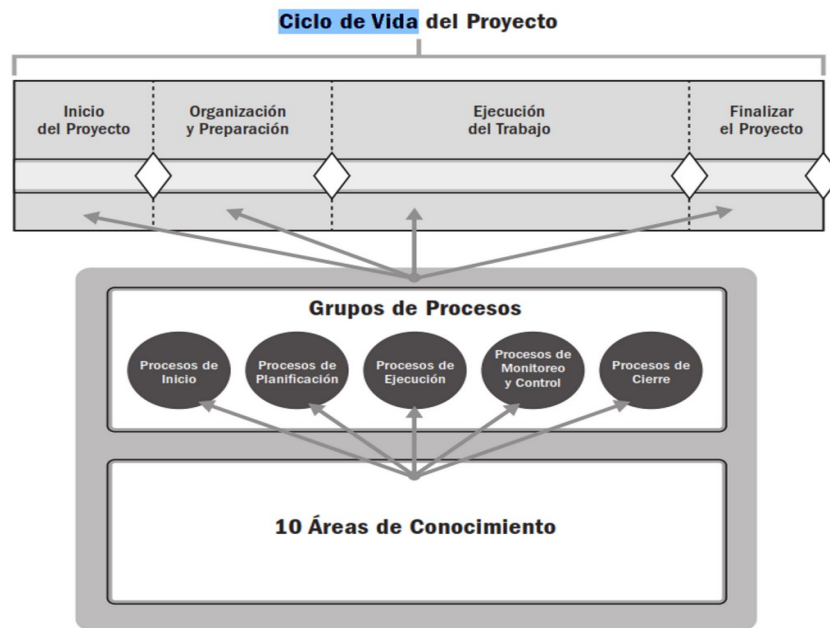 Ciclo de Vida del Proyecto
Inicio
del Proyecto
Organización
y Preparación
Ejecución
del Trabajo
Finalizar
el Proyecto
Grupos de Procesos
Procesos de
Inicio
Procesos de
Planificación
Procesos de
Ejecución
Procesos de
Monitoreo
y Control
Procesos de
Cierre
10 Áreas de Conocimiento